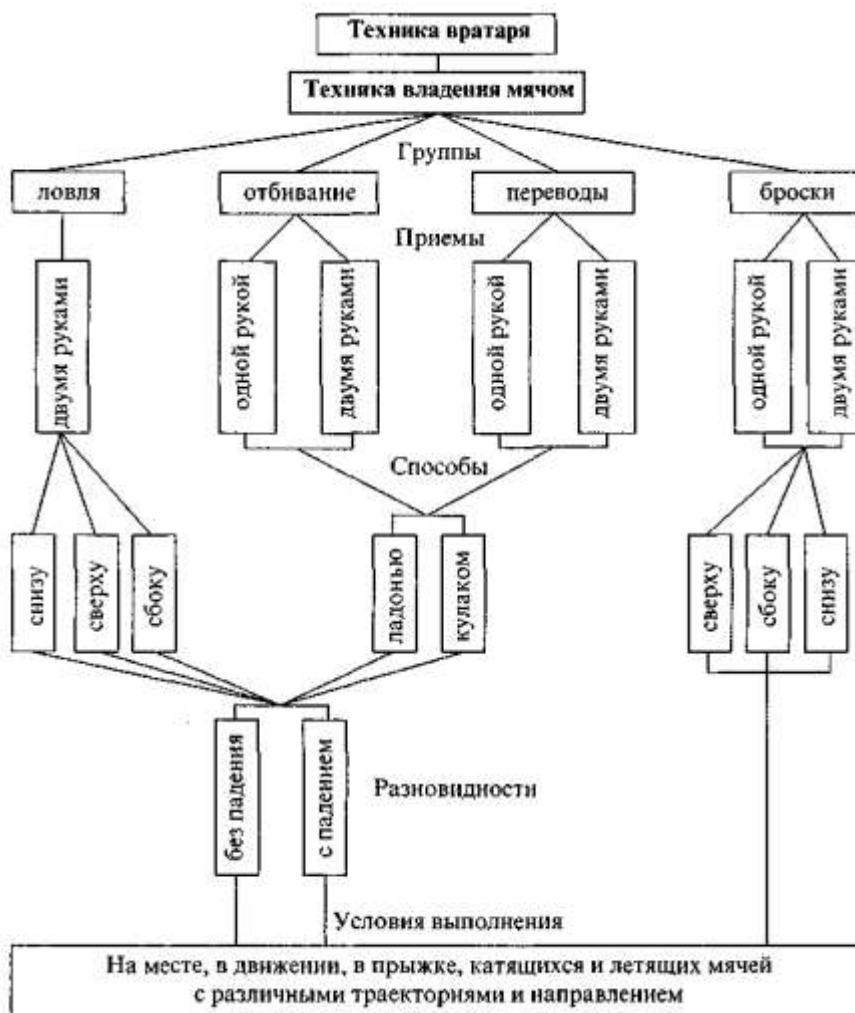 Техника вратаря
Техника владения мячом
Группы
ловля
отбивание
переводы
броски
Приемы
двумя руками
одной рукой
двумя руками
одной рукой
двумя руками
одной рукой
двумя руками
Способы
снизу
сверху
сбоку
ладонью
кулаком
сверху
сбоку
снизу
без падения
с падением
Разновидности
Условия выполнения
На месте, в движении, в прыжке, катящихся и летящих мячей
с различными траекториями и направлением